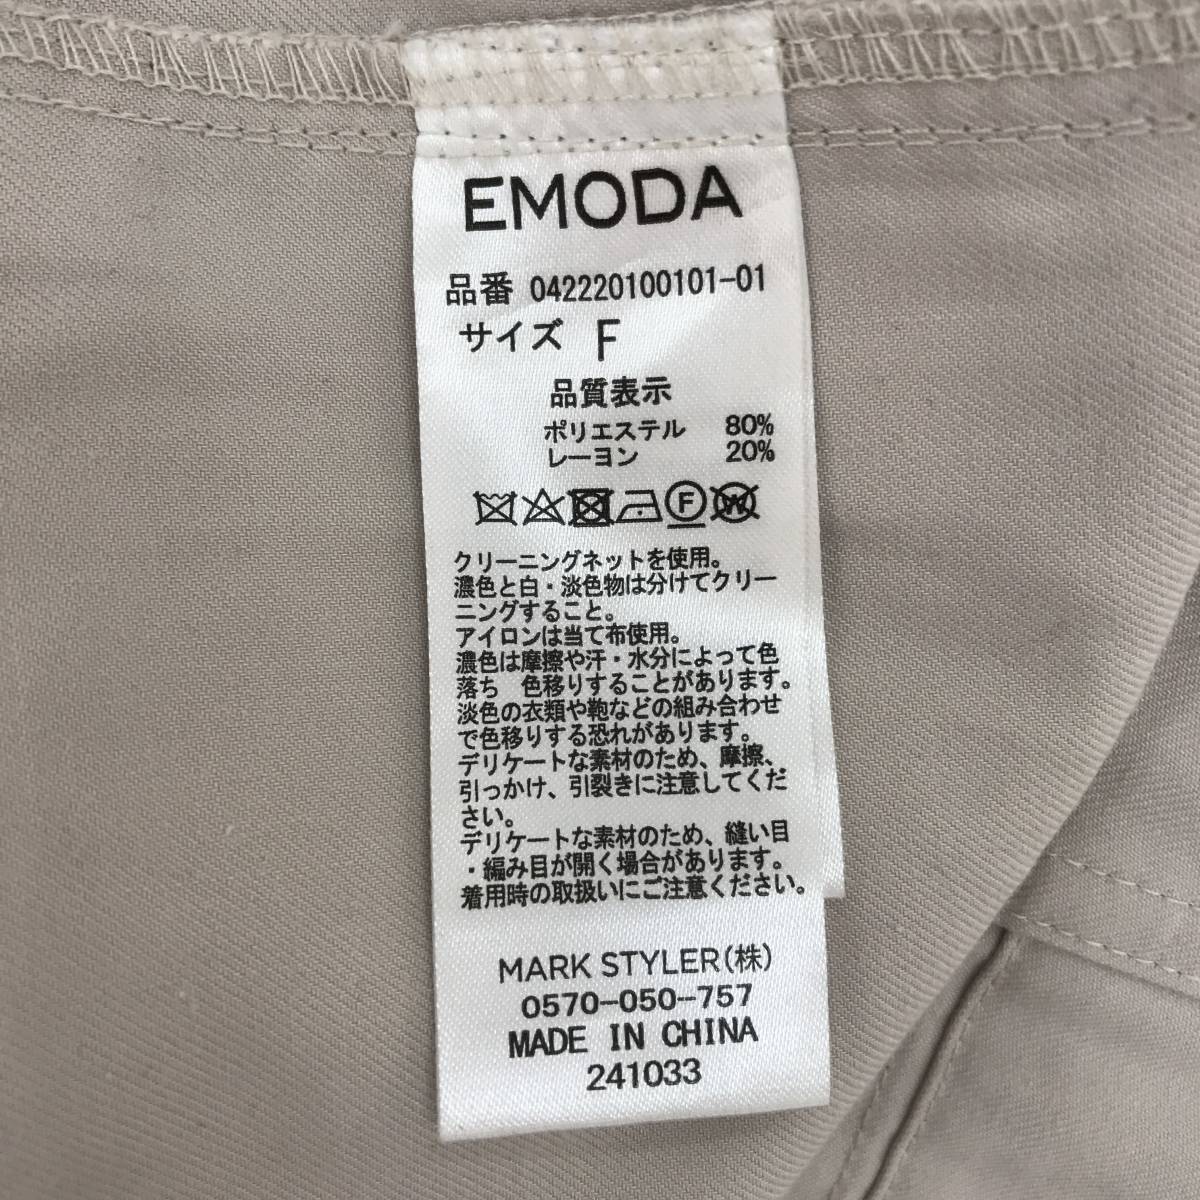 EMODA
品番 042220100101-01
サイズ F
品質表示
ポリエステル 80%
レーヨン 20%
F W
クリーニングネットを使用。
濃色と白・淡色物は分けてクリー
ニングすること。
アイロンは当て布使用。
濃色は摩擦や汗・水分によって色
落ち 色移りすることがあります。
淡色の衣類や鞄などの組み合わせ
で色移りする恐れがあります。
デリケートな素材のため、摩擦、
引っかけ、引裂きに注意してくだ
さい。
デリケートな素材のため、縫い目
・編み目が開く場合があります。
着用時の取扱いにご注意ください。
MARK STYLER(株)
0570-050-757
MADE IN CHINA
241033